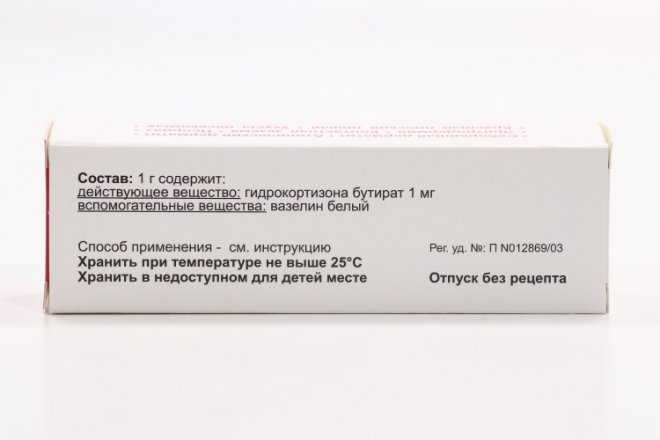 Состав: 1 г содержит:
действующее вещество: гидрокортизона бутират 1 мг
вспомогательные вещества: вазелин белый
Способ применения - см. инструкцию
Рег. уд. №: П N012869/03
Хранить при температуре не выше 25°C
Хранить в недоступном для детей месте
Отпуск без рецепта